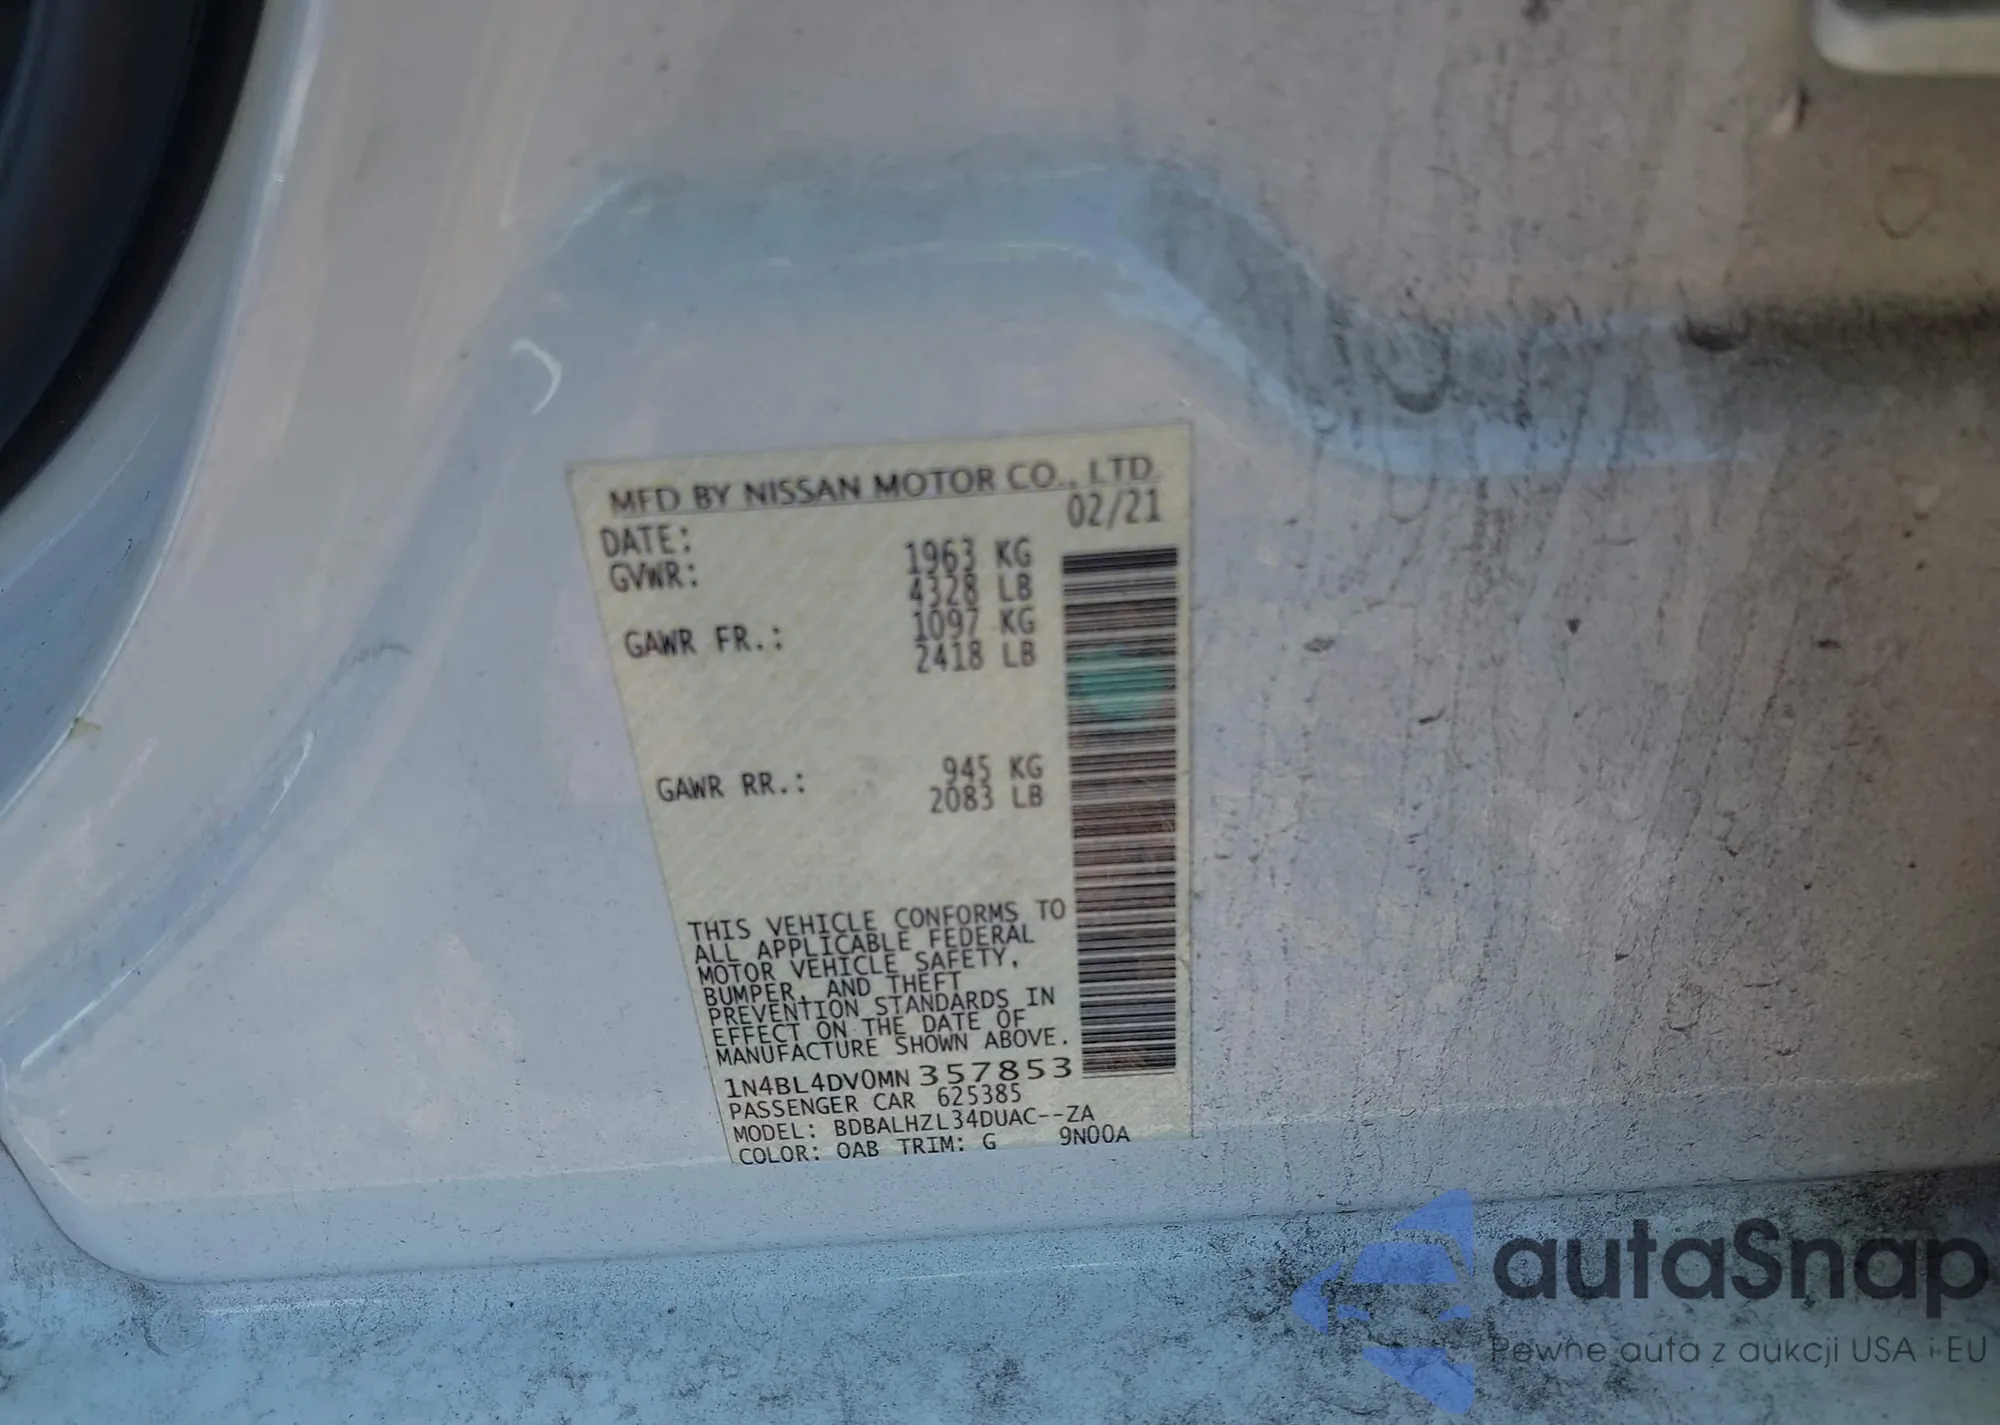 MFD BY NISSAN MOTOR CO., LTD.
DATE: 02/21
GVWR: 1963 KG
4328 LB
GAWR FR.: 1097 KG
2418 LB
GAWR RR.: 945 KG
2083 LB
THIS VEHICLE CONFORMS TO
ALL APPLICABLE FEDERAL
MOTOR VEHICLE SAFETY,
BUMPER, AND THEFT
PREVENTION STANDARDS IN
EFFECT ON THE DATE OF
MANUFACTURE SHOWN ABOVE.
1N4BL4DV0MN357853
PASSENGER CAR 625385
MODEL: BDBALHZL34DUAC--ZA
COLOR: QAB TRIM: G 9N00A
autaSnap
Pewne auta z aukcji USA i EU